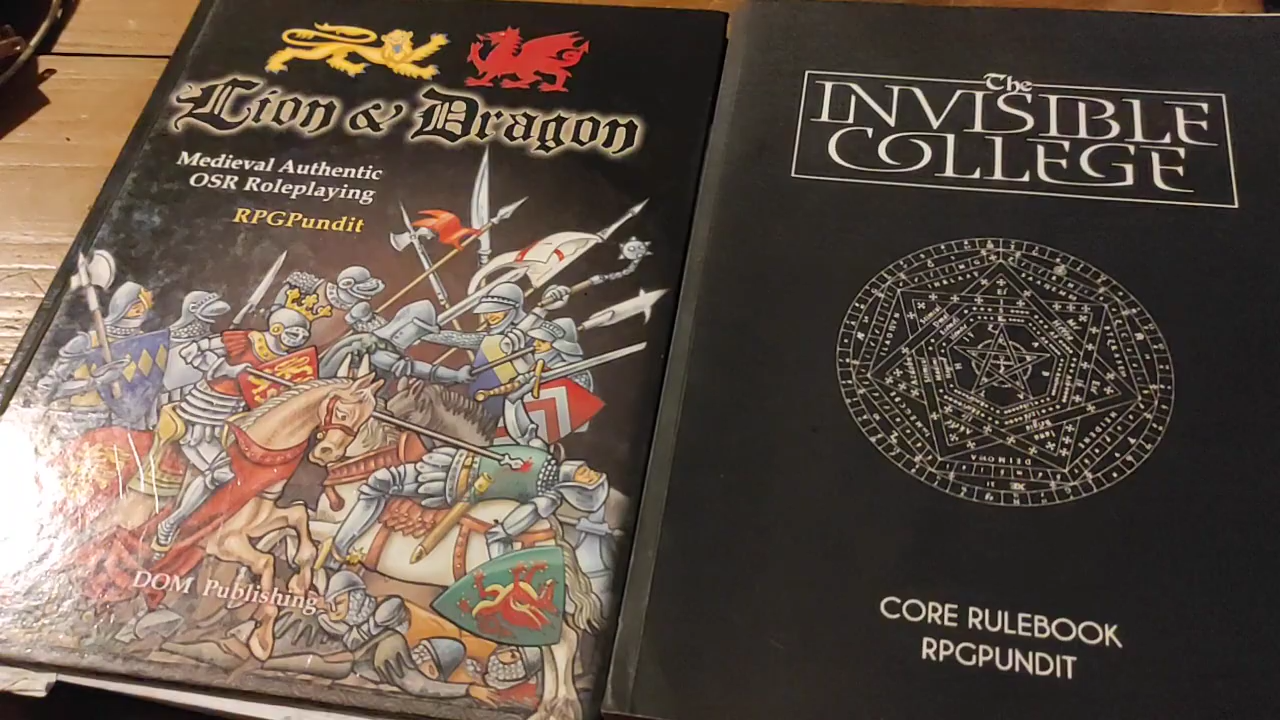 Lion & Dragon
Medieval Authentic
OSR Roleplaying
RPGPundit
DOM Publishing
The
INVISIBLE
COLLEGE
CORE RULEBOOK
RPGPUNDIT